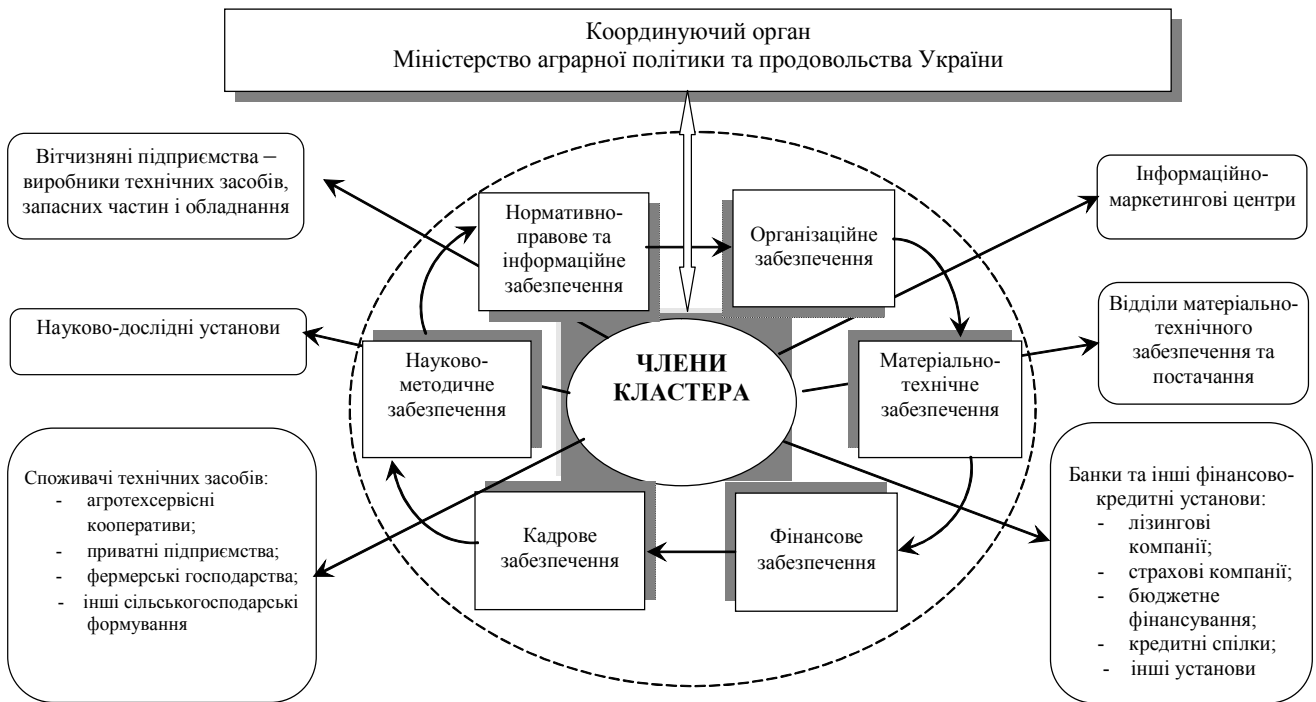 Координуючий орган
Міністерство аграрної політики та продовольства України
Вітчизняні підприємства –
виробники технічних засобів,
запасних частин і обладнання
Інформаційно-
маркетингові центри
Нормативно-
правове та
інформаційне
забезпечення
Організаційне
забезпечення
Науково-дослідні установи
Відділи матеріально-
технічного
забезпечення та
постачання
Науково-
методичне
забезпечення
ЧЛЕНИ
КЛАСТЕРА
Матеріально-
технічне
забезпечення
Споживачі технічних засобів:
- агротехсервісні
кооперативи;
- приватні підприємства;
- фермерські господарства;
- інші сільськогосподарські
формування
Кадрове
забезпечення
Фінансове
забезпечення
Банки та інші фінансово-
кредитні установи:
- лізингові
компанії;
- страхові компанії;
- бюджетне
фінансування;
- кредитні спілки;
- інші установи